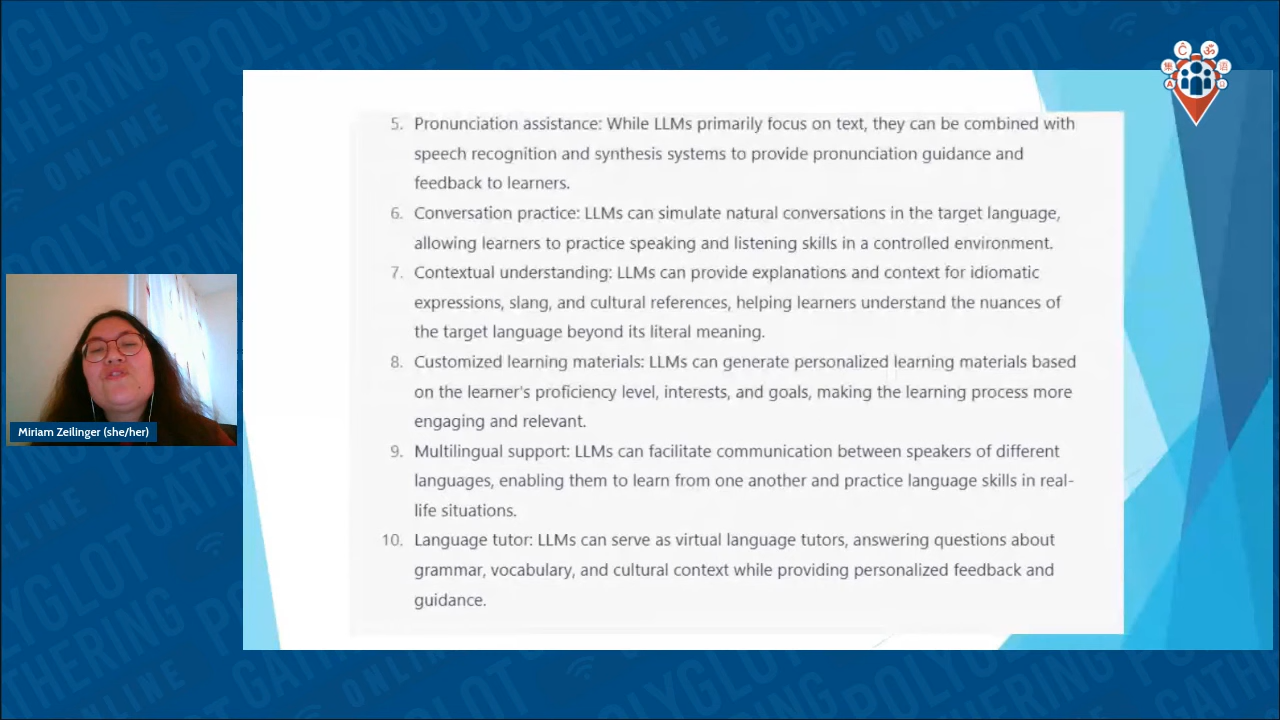 5. Pronunciation assistance: While LLMs primarily focus on text, they can be combined with
speech recognition and synthesis systems to provide pronunciation guidance and
feedback to learners.
6. Conversation practice: LLMs can simulate natural conversations in the target language,
allowing learners to practice speaking and listening skills in a controlled environment.
7. Contextual understanding: LLMs can provide explanations and context for idiomatic
expressions, slang, and cultural references, helping learners understand the nuances of
the target language beyond its literal meaning.
8. Customized learning materials: LLMs can generate personalized learning materials based
on the learner's proficiency level, interests, and goals, making the learning process more
engaging and relevant.
9. Multilingual support: LLMs can facilitate communication between speakers of different
languages, enabling them to learn from one another and practice language skills in real-
life situations.
10. Language tutor: LLMs can serve as virtual language tutors, answering questions about
grammar, vocabulary, and cultural context while providing personalized feedback and
guidance.
Miriam Zeilinger (she/her)
POLYGLOT
GATHERING
ONLINE
Ĉ
ॐ
集
语
A